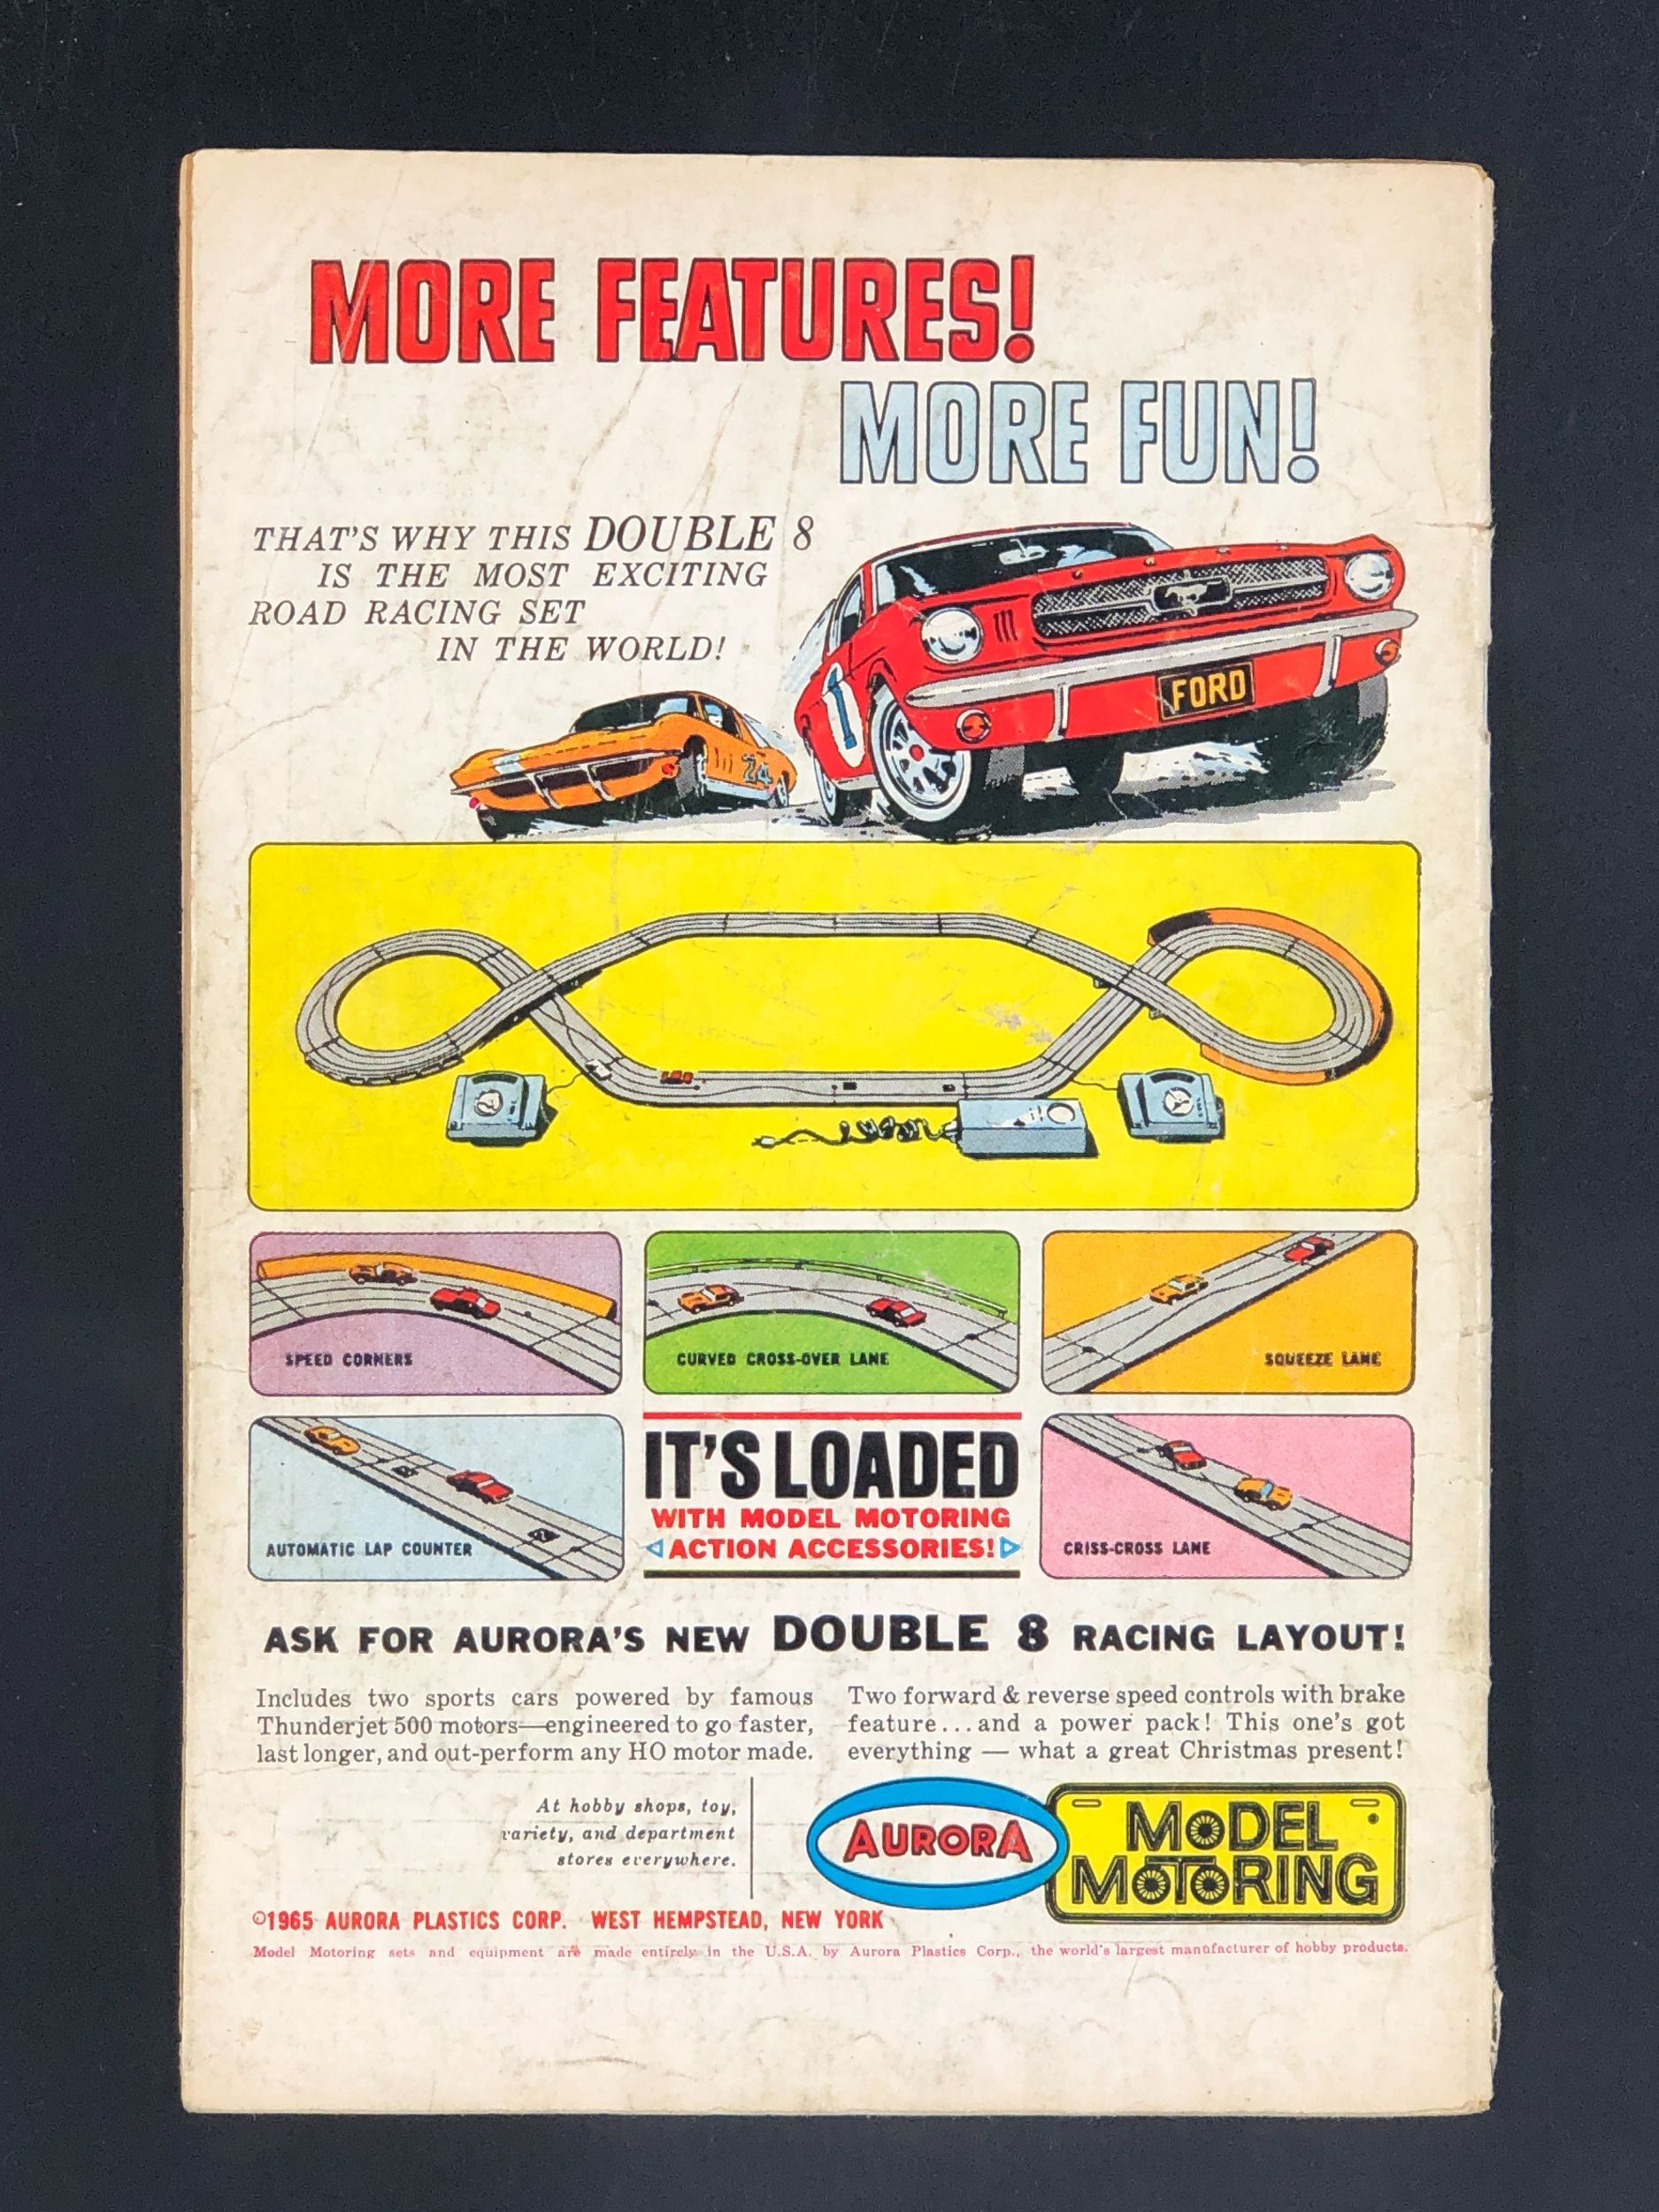 MORE FEATURES!
MORE FUN!
THAT'S WHY THIS DOUBLE 8
IS THE MOST EXCITING
ROAD RACING SET
IN THE WORLD!
1
FORD
24
SPEED CORNERS
CURVED CROSS-OVER LANE
SQUEEZE LANE
AUTOMATIC LAP COUNTER
IT'S LOADED
WITH MODEL MOTORING
ACTION ACCESSORIES!
CRISS-CROSS LANE
ASK FOR AURORA'S NEW DOUBLE 8 RACING LAYOUT!
Includes two sports cars powered by famous
Thunderjet 500 motors—engineered to go faster,
last longer, and out-perform any HO motor made.
Two forward & reverse speed controls with brake
feature...and a power pack! This one's got
everything — what a great Christmas present!
At hobby shops, toy,
variety, and department
stores everywhere.
AURORA
MODEL
MOTORING
©1965 AURORA PLASTICS CORP. WEST HEMPSTEAD, NEW YORK
Model Motoring sets and equipment are made entirely in the U.S.A. by Aurora Plastics Corp., the world's largest manufacturer of hobby products.